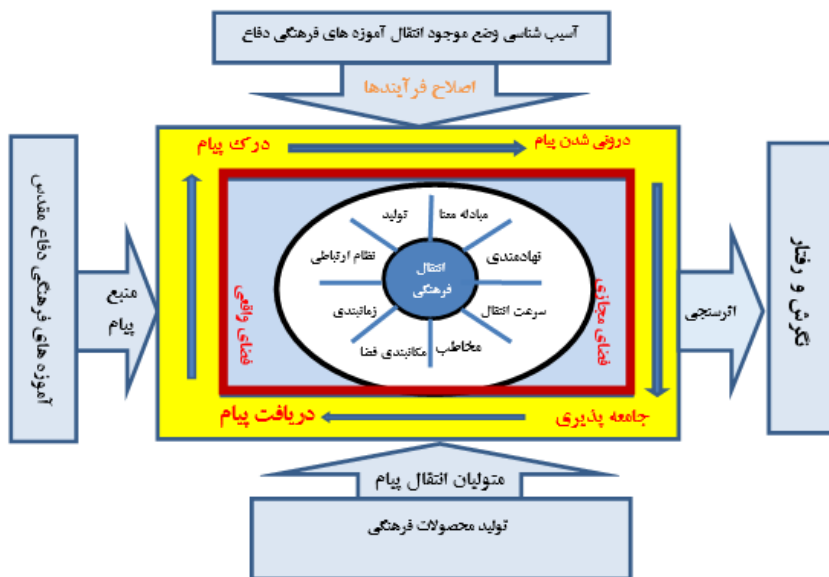 آسیب شناسی وضع موجود انتقال آموزه های فرهنگی دفاع
اصلاح فرآیندها
درک پیام
درونی شدن پیام
آموزه های فرهنگی دفاع مقدس
منبع
پیام
فضای واقعی
تولید
مبادله معنا
نظام ارتباطی
نهادمندی
انتقال
فرهنگی
زمانبندی
سرعت انتقال
مکانبندی فضا
مخاطب
فضای مجازی
اثرسنجی
نگرش و رفتار
دریافت پیام
جامعه پذیری
متولیان انتقال پیام
تولید محصولات فرهنگی